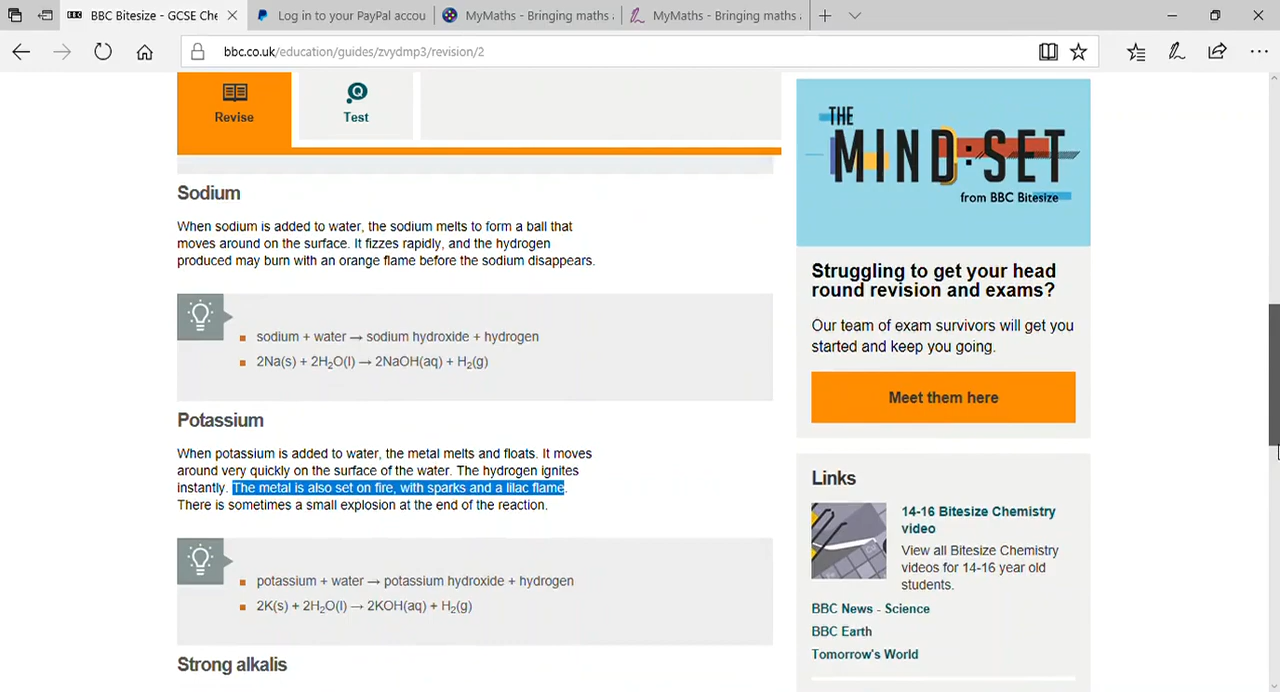 BBC Bitesize - GCSE Che
Log in to your PayPal accou
MyMaths - Bringing maths a
MyMaths - Bringing maths a
bbc.co.uk/education/guides/zvydmp3/revision/2
Revise
Test
Sodium
When sodium is added to water, the sodium melts to form a ball that
moves around on the surface. It fizzes rapidly, and the hydrogen
produced may burn with an orange flame before the sodium disappears.
sodium + water → sodium hydroxide + hydrogen
2Na(s) + 2H₂O(l) → 2NaOH(aq) + H₂(g)
Potassium
When potassium is added to water, the metal melts and floats. It moves
around very quickly on the surface of the water. The hydrogen ignites
instantly. The metal is also set on fire, with sparks and a lilac flame.
There is sometimes a small explosion at the end of the reaction.
potassium + water → potassium hydroxide + hydrogen
2K(s) + 2H₂O(l) → 2KOH(aq) + H₂(g)
Strong alkalis
THE
MIND:SET
from BBC Bitesize
Struggling to get your head
round revision and exams?
Our team of exam survivors will get you
started and keep you going.
Meet them here
Links
14-16 Bitesize Chemistry
video
View all Bitesize Chemistry
videos for 14-16 year old
students.
BBC News - Science
BBC Earth
Tomorrow's World